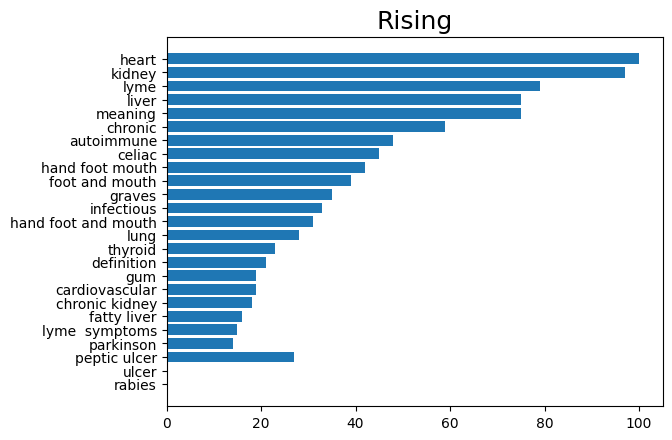 Rising
heart
kidney
lyme
liver
meaning
chronic
autoimmune
celiac
hand foot mouth
foot and mouth
graves
infectious
hand foot and mouth
lung
thyroid
definition
gum
cardiovascular
chronic kidney
fatty liver
lyme  symptoms
parkinson
peptic ulcer
ulcer
rabies
0 20 40 60 80 100